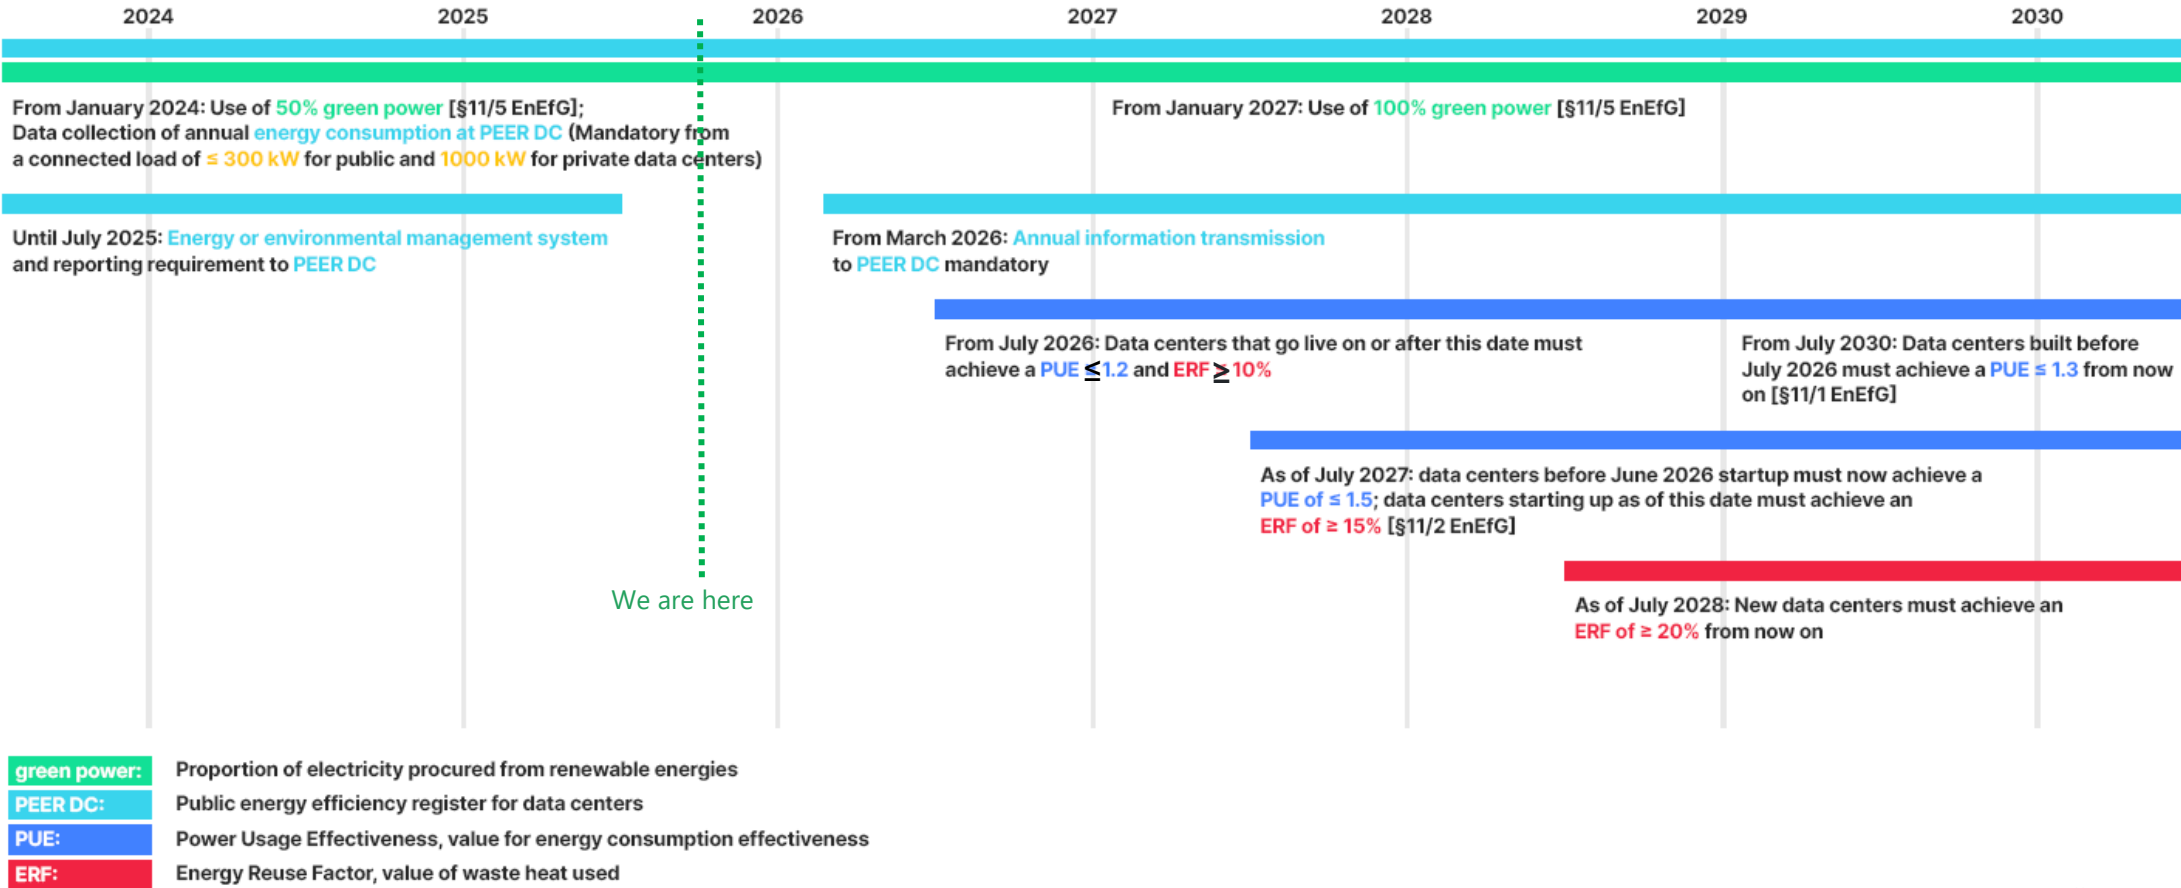 2024 2025 2026 2027 2028 2029 2030
From January 2024: Use of 50% green power [§11/5 EnEfG];
Data collection of annual energy consumption at PEER DC (Mandatory from
a connected load of ≤ 300 kW for public and 1000 kW for private data centers)
From January 2027: Use of 100% green power [§11/5 EnEfG]
Until July 2025: Energy or environmental management system
and reporting requirement to PEER DC
From March 2026: Annual information transmission
to PEER DC mandatory
From July 2026: Data centers that go live on or after this date must
achieve a PUE ≤ 1.2 and ERF ≥ 10%
From July 2030: Data centers built before
July 2026 must achieve a PUE ≤ 1.3 from now
on [§11/1 EnEfG]
As of July 2027: data centers before June 2026 startup must now achieve a
PUE of ≤ 1.5; data centers starting up as of this date must achieve an
ERF of ≥ 15% [§11/2 EnEfG]
As of July 2028: New data centers must achieve an
ERF of ≥ 20% from now on
We are here
green power: Proportion of electricity procured from renewable energies
PEER DC: Public energy efficiency register for data centers
PUE: Power Usage Effectiveness, value for energy consumption effectiveness
ERF: Energy Reuse Factor, value of waste heat used